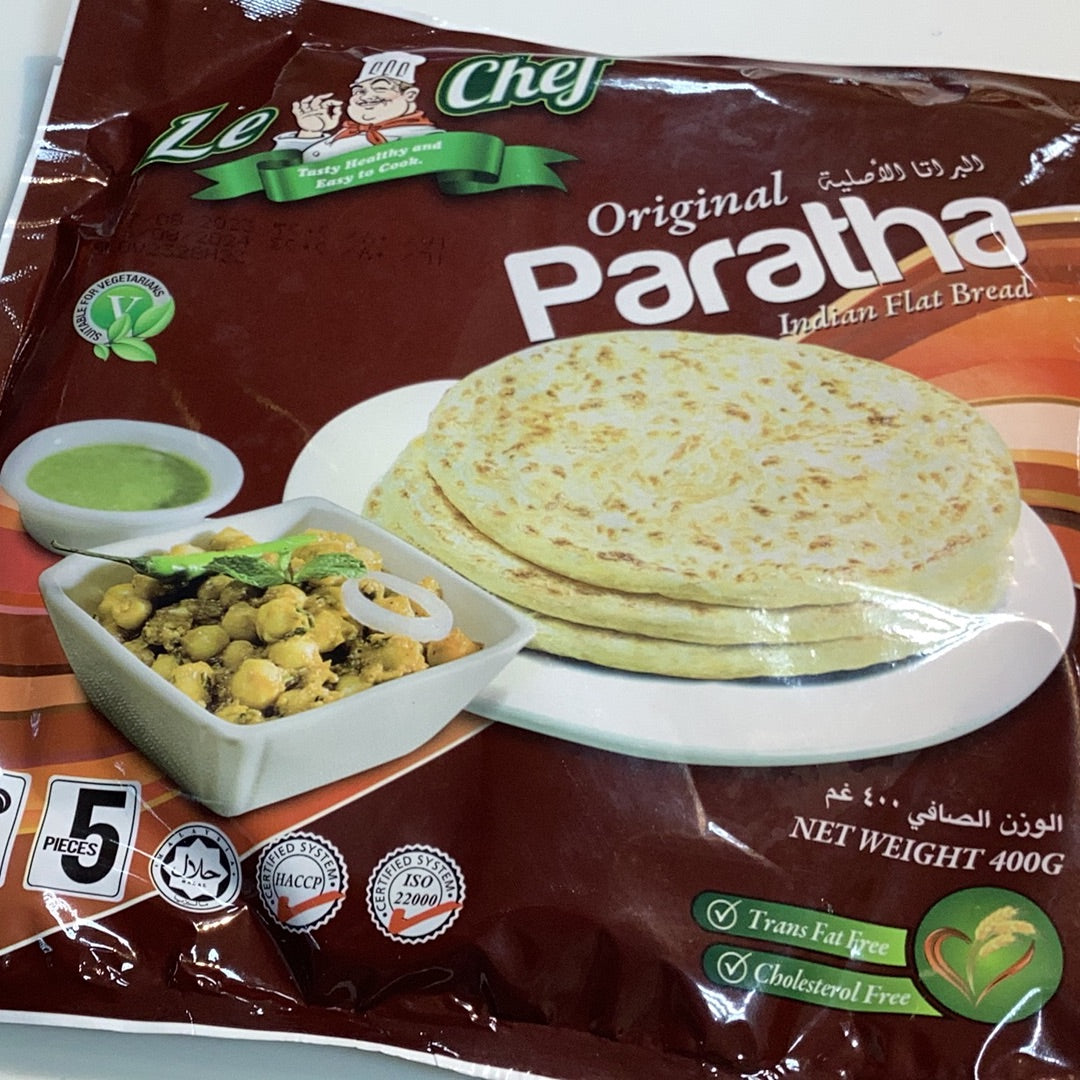 Le Chef
Tasty Healthy and
Easy to Cook.
البراتا الأصلية
Original
Paratha
Indian Flat Bread
SUITABLE FOR VEGETARIANS
V
5
PIECES
MALAYSIA
حلال
HALAL
CERTIFIED SYSTEM
HACCP
CERTIFIED SYSTEM
ISO
22000
الوزن الصافي ٤٠٠ غم
NET WEIGHT 400G
Trans Fat Free
Cholesterol Free